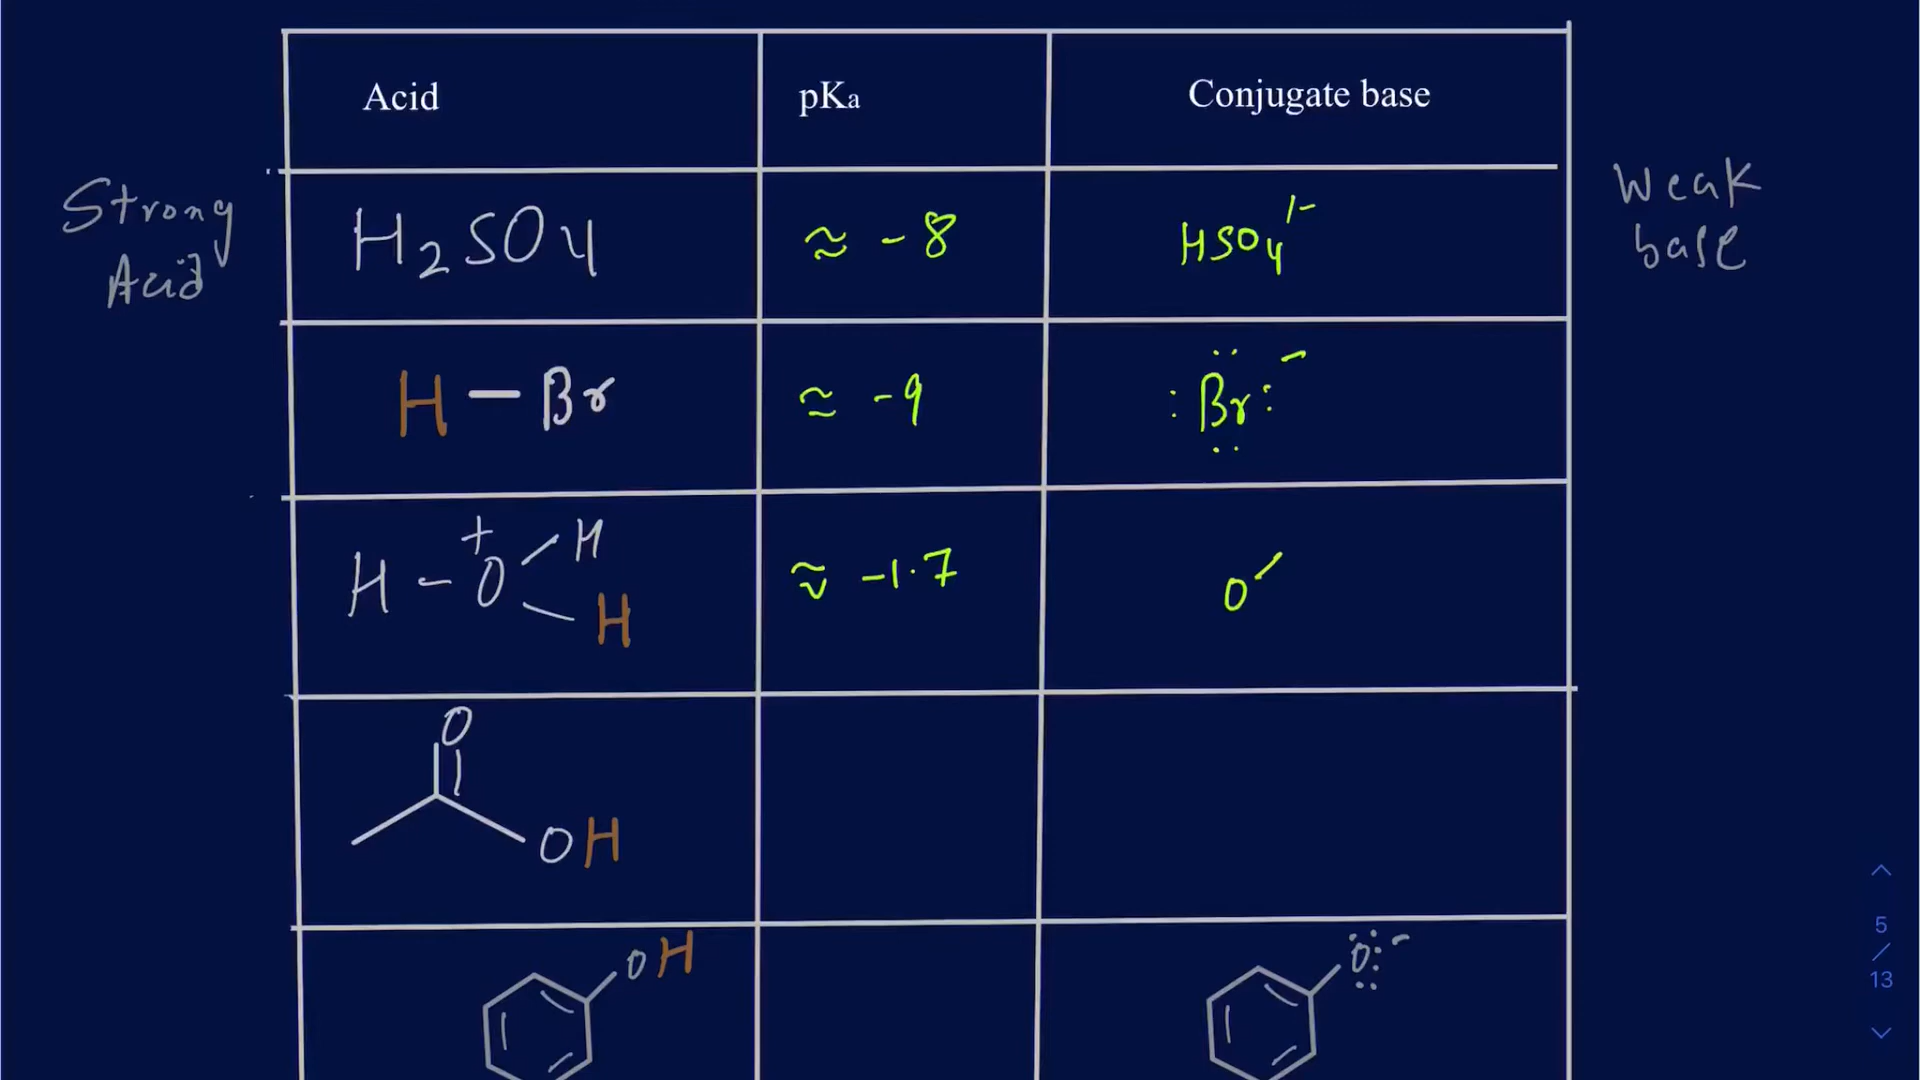 Acid pKa Conjugate base
Strong Acid
H2SO4 ≈ -8 HSO4 1-
Weak base
H - Br ≈ -9 :Br: -
H - O + H H ≈ -1.7 O
O
OH
OH O: -
5
/
13